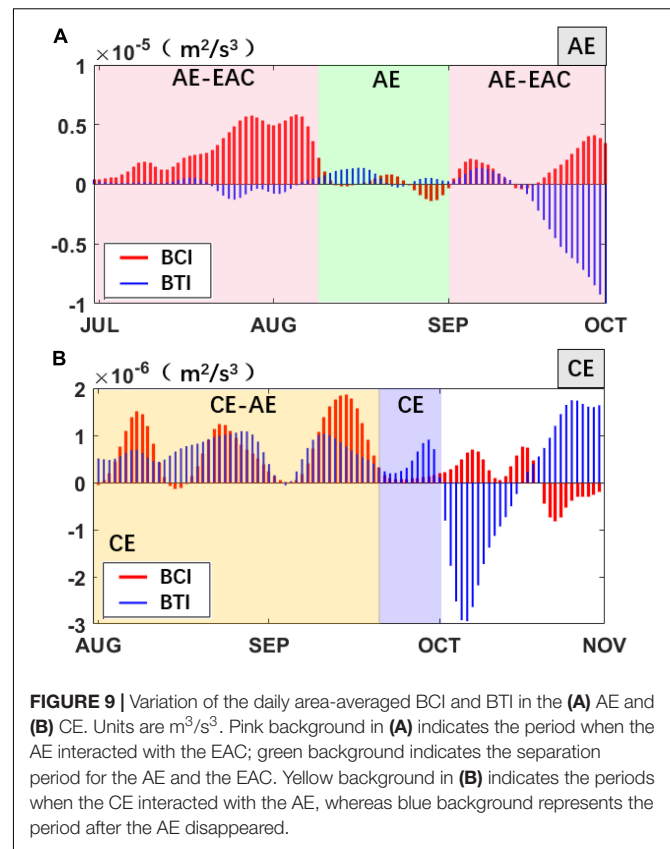 A
×10⁻⁵ ( m²/s³ )
AE
1
AE-EAC AE AE-EAC
0.5
0
-0.5
BCI
BTI
-1
JUL AUG SEP OCT
B
×10⁻⁶ ( m²/s³ )
CE
2
CE-AE CE
1
0
-1
CE
BCI
-2
BTI
-3
AUG SEP OCT NOV
FIGURE 9 | Variation of the daily area-averaged BCI and BTI in the (A) AE and
(B) CE. Units are m³/s³. Pink background in (A) indicates the period when the
AE interacted with the EAC; green background indicates the separation
period for the AE and the EAC. Yellow background in (B) indicates the periods
when the CE interacted with the AE, whereas blue background represents the
period after the AE disappeared.